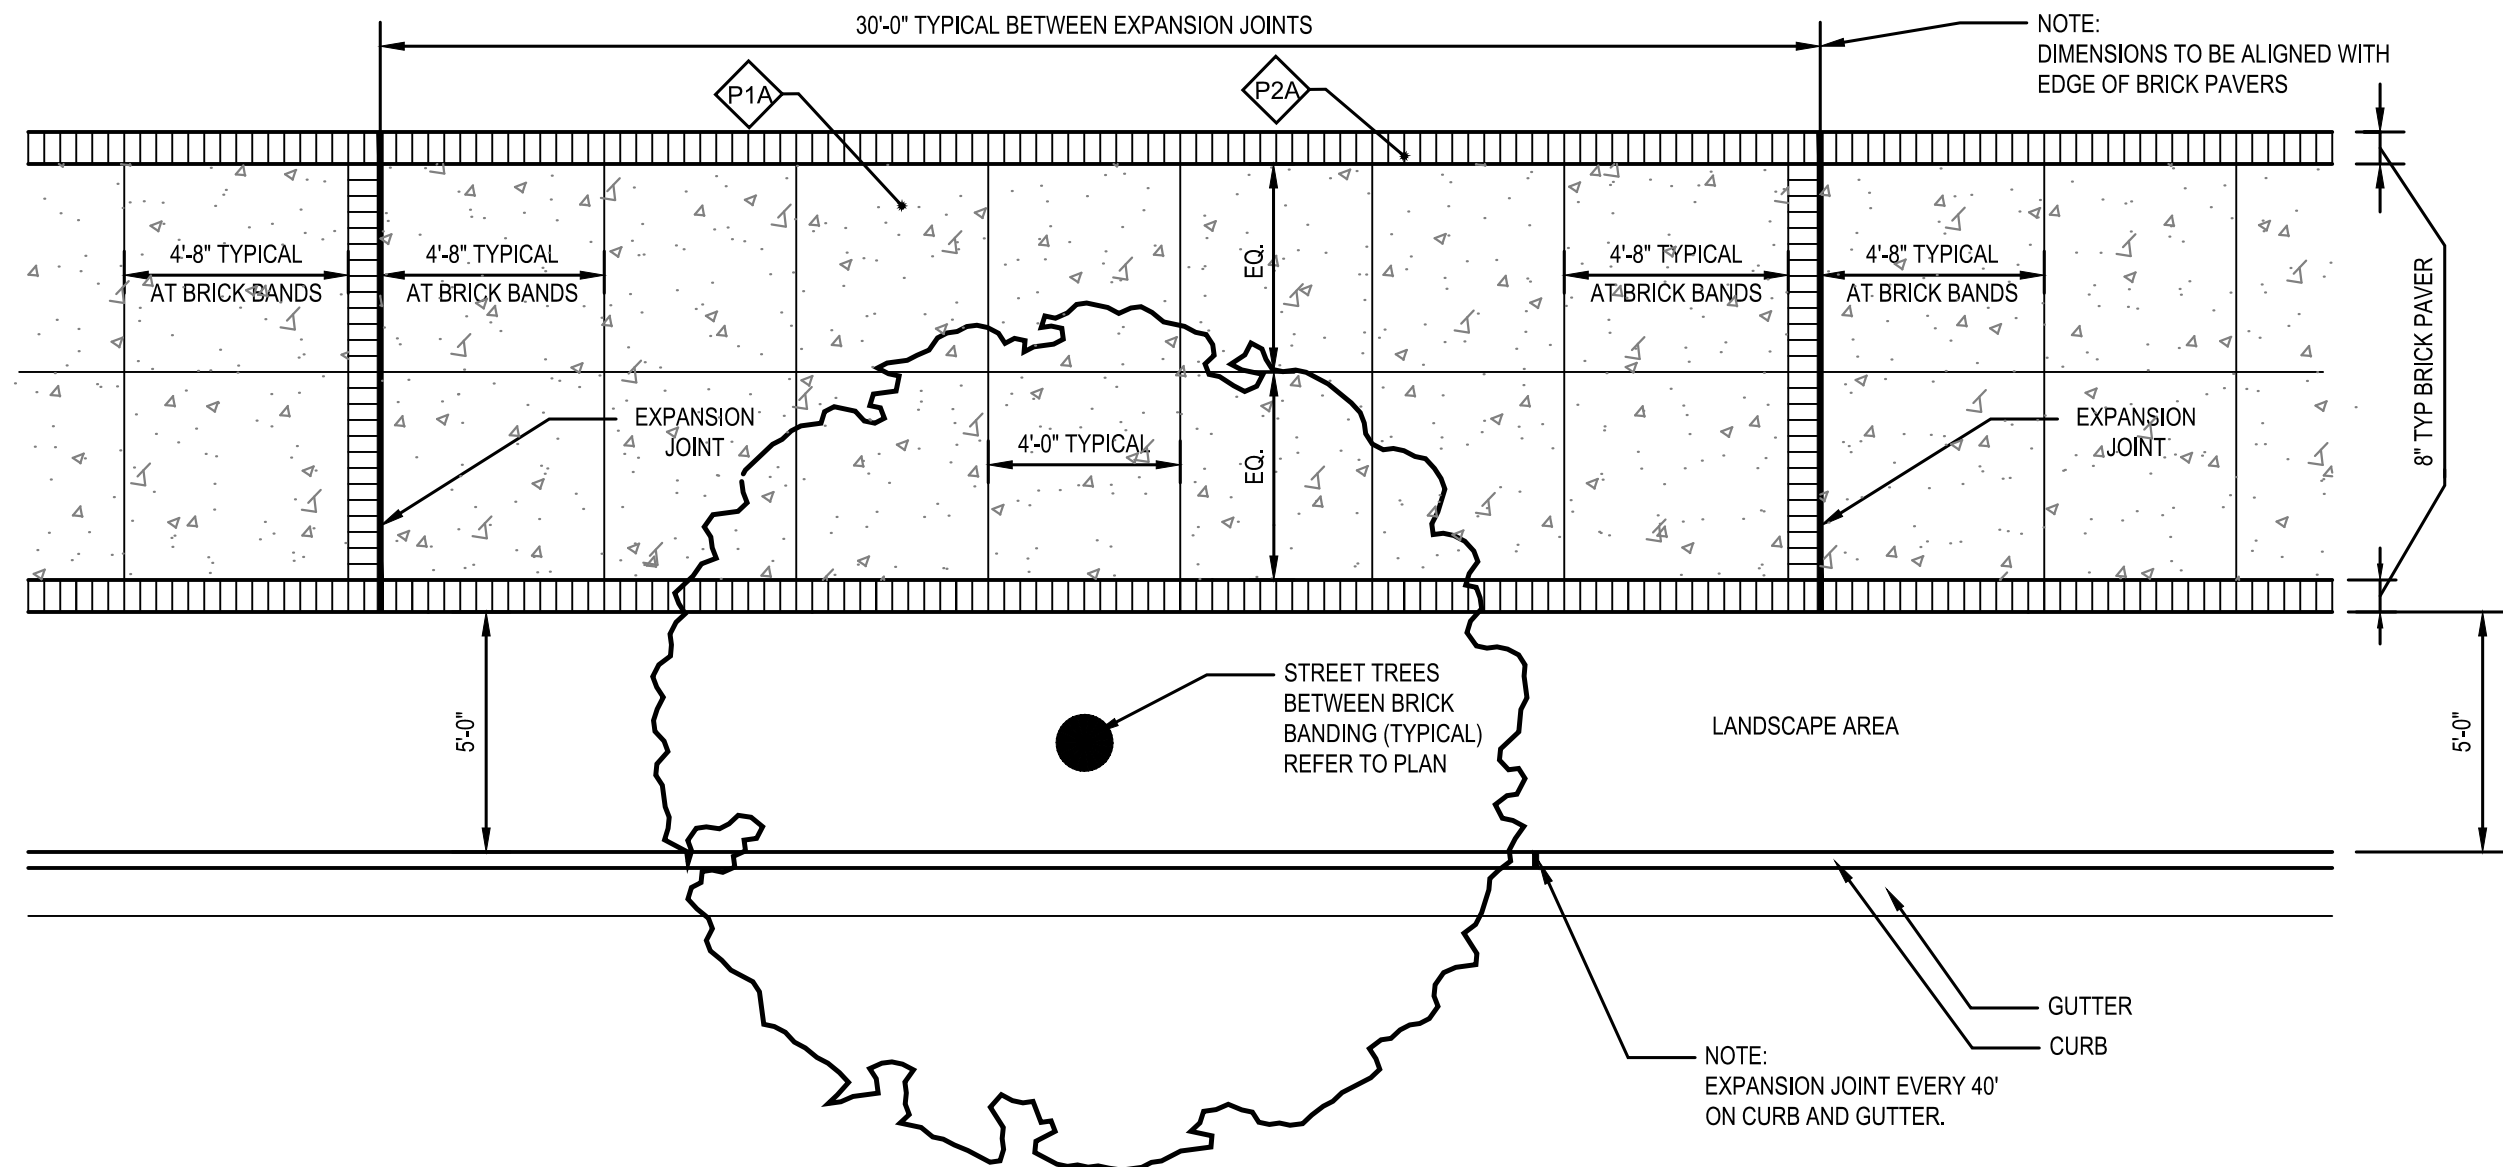 30'-0" TYPICAL BETWEEN EXPANSION JOINTS
NOTE:
DIMENSIONS TO BE ALIGNED WITH
EDGE OF BRICK PAVERS
P1A
P2A
4'-8" TYPICAL
AT BRICK BANDS
4'-8" TYPICAL
AT BRICK BANDS
EQ.
4'-8" TYPICAL
AT BRICK BANDS
4'-8" TYPICAL
AT BRICK BANDS
8" TYP BRICK PAVER
EXPANSION
JOINT
4'-0" TYPICAL
EQ.
EXPANSION
JOINT
5'-0"
STREET TREES
BETWEEN BRICK
BANDING (TYPICAL)
REFER TO PLAN
LANDSCAPE AREA
5'-0"
GUTTER
CURB
NOTE:
EXPANSION JOINT EVERY 40'
ON CURB AND GUTTER.